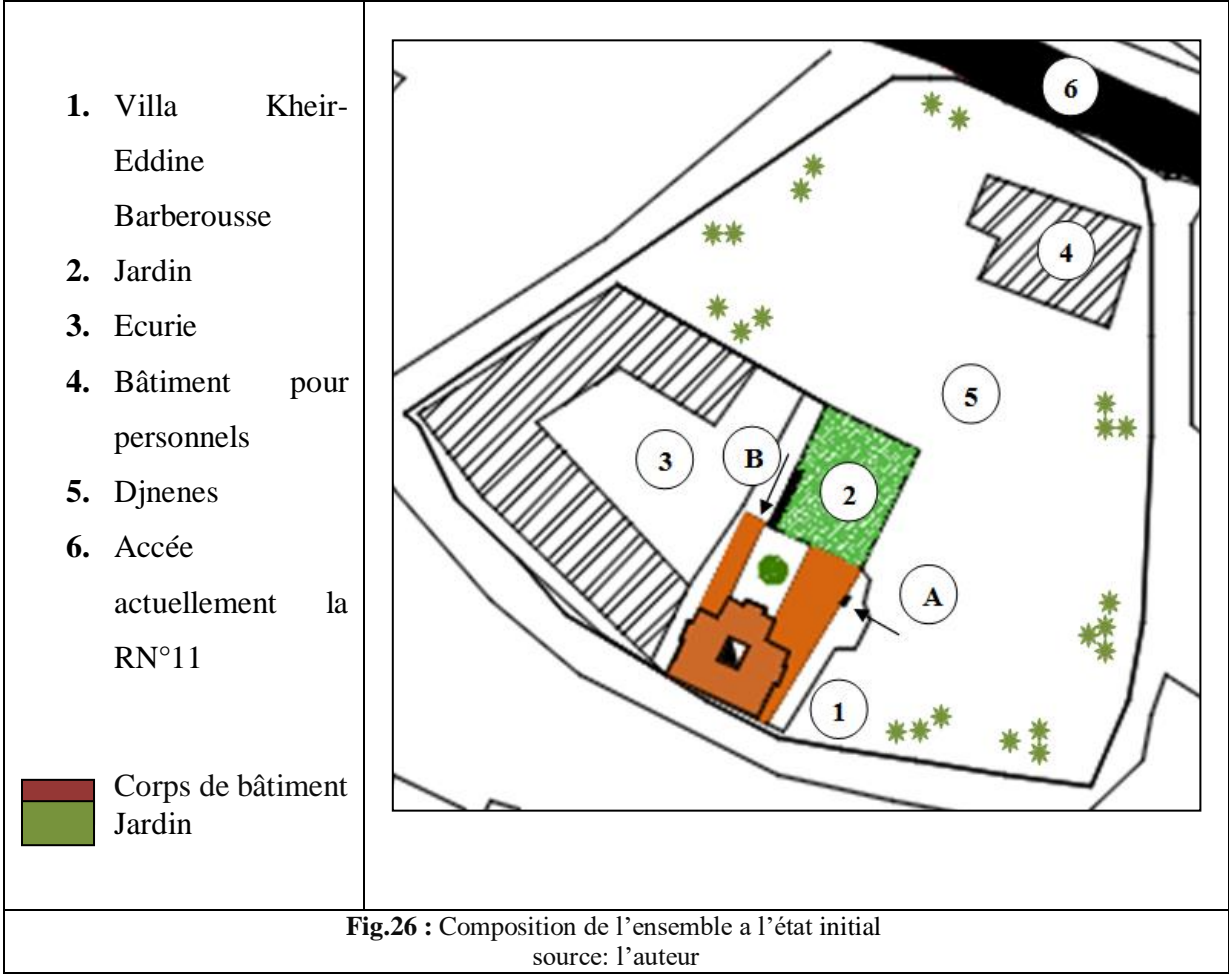 1. Villa Kheir-
Eddine
Barberousse
2. Jardin
3. Ecurie
4. Bâtiment pour
personnels
5. Djnenes
6. Accée
actuellement la
RN°11
Corps de bâtiment
Jardin
6
4
5
3
B
2
A
1
Fig.26 : Composition de l’ensemble a l’état initial
source: l’auteur